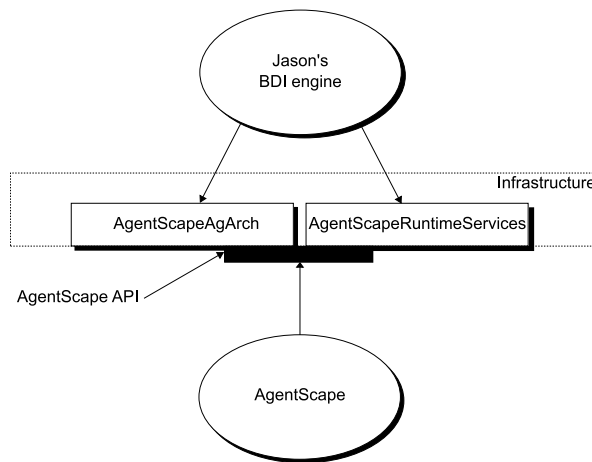 Jason's
BDI engine
Infrastructure
AgentScapeAgArch
AgentScapeRuntimeServices
AgentScape API
AgentScape